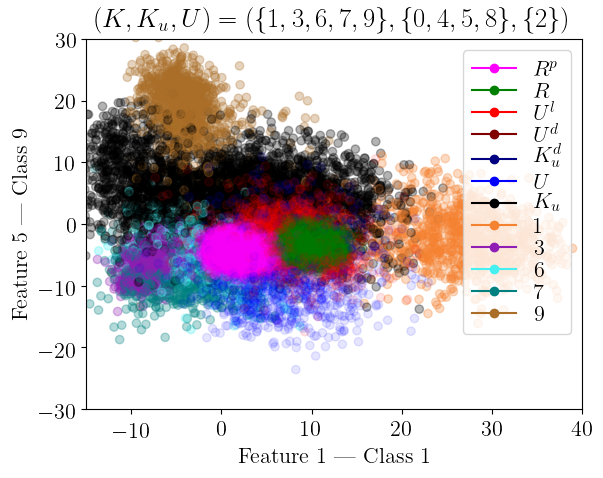 (K, K_u, U) = ({1, 3, 6, 7, 9}, {0, 4, 5, 8}, {2})
Feature 5 — Class 9
30
20
10
0
−10
−20
−30
−10
0
10
20
30
40
Feature 1 — Class 1
R^p
R
U^l
U^d
K_u^d
U
K_u
1
3
6
7
9